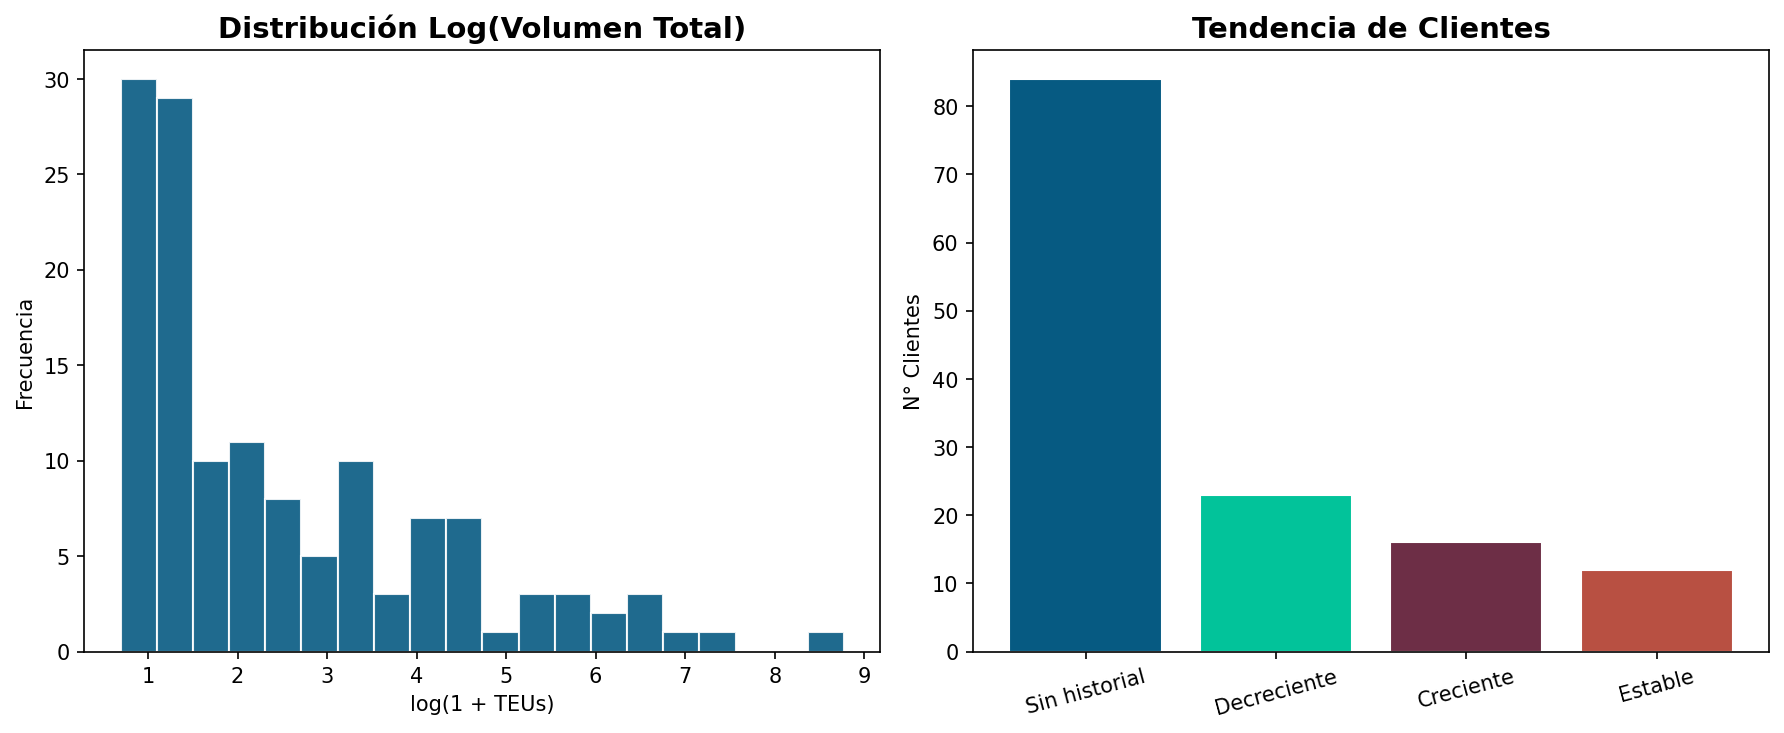 Distribución Log(Volumen Total)
30
25
20
15
10
5
0
Frecuencia
1 2 3 4 5 6 7 8 9
log(1 + TEUs)
Tendencia de Clientes
80
70
60
50
40
30
20
10
0
N° Clientes
Sin historial Decreciente Creciente Estable